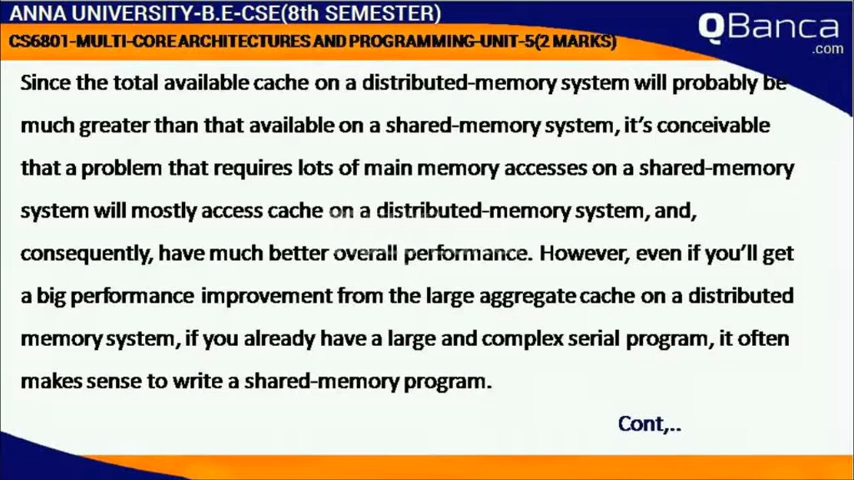 ANNA UNIVERSITY-B.E-CSE(8th SEMESTER)
CS6801-MULTI-CORE ARCHITECTURES AND PROGRAMMING-UNIT-5(2 MARKS)
QBanca
.com
Since the total available cache on a distributed-memory system will probably be
much greater than that available on a shared-memory system, it’s conceivable
that a problem that requires lots of main memory accesses on a shared-memory
system will mostly access cache on a distributed-memory system, and,
consequently, have much better overall performance. However, even if you’ll get
a big performance improvement from the large aggregate cache on a distributed
memory system, if you already have a large and complex serial program, it often
makes sense to write a shared-memory program.
Cont,..